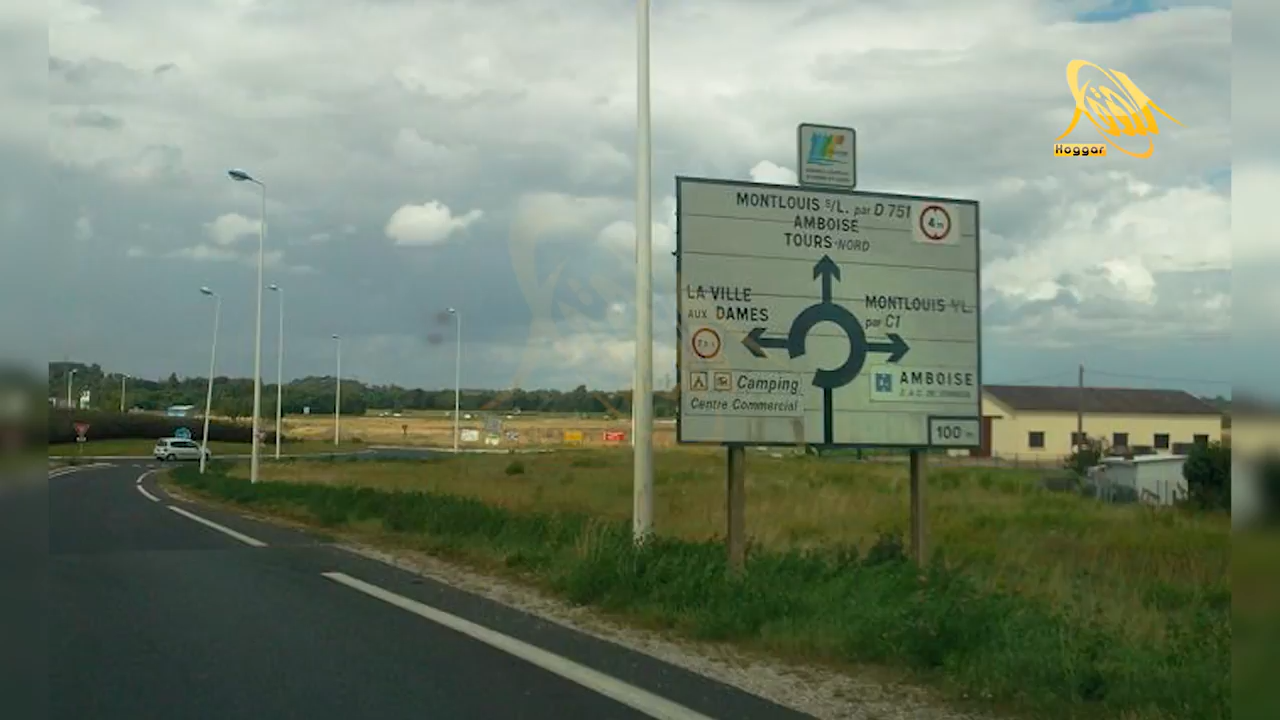 Hoggar
MONTLOUIS S/L. par D 751
AMBOISE
TOURS-NORD
4m
LA VILLE
AUX DAMES
MONTLOUIS S/L.
par C1
Camping
Centre Commercial
AMBOISE
100 m